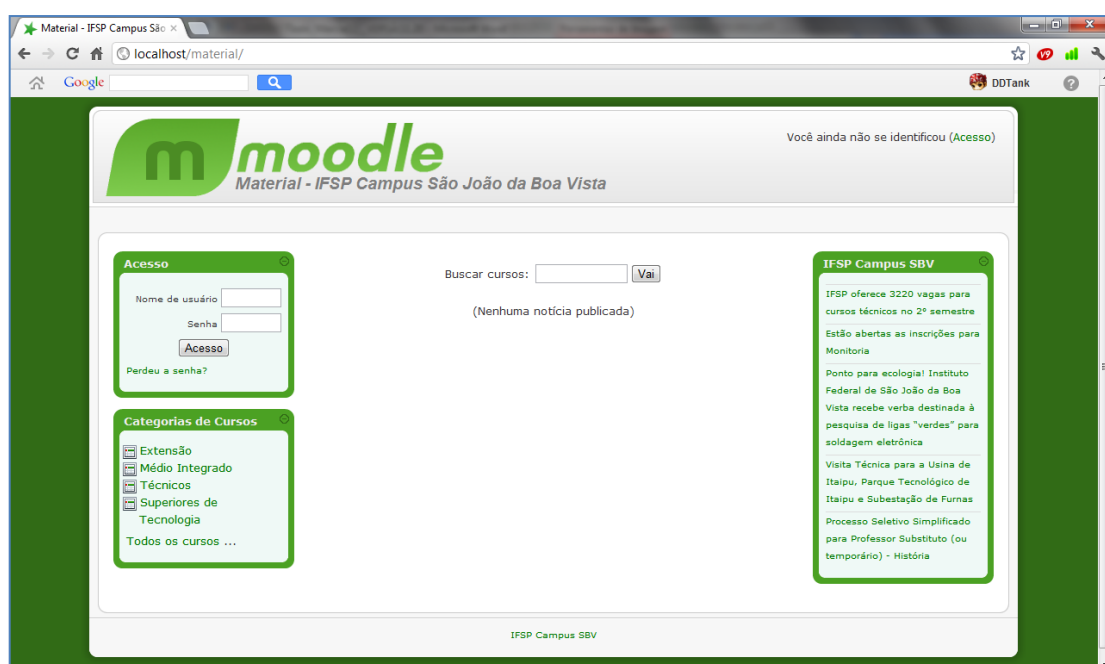 Material - IFSP Campus São
localhost/material/
V9
Google
DDTank
m moodle
Material - IFSP Campus São João da Boa Vista
Você ainda não se identificou (Acesso)
Acesso
Nome de usuário
Senha
Acesso
Perdeu a senha?
Categorias de Cursos
Extensão
Médio Integrado
Técnicos
Superiores de
Tecnologia
Todos os cursos ...
Buscar cursos:
Vai
(Nenhuma notícia publicada)
IFSP Campus SBV
IFSP oferece 3220 vagas para
cursos técnicos no 2º semestre
Estão abertas as inscrições para
Monitoria
Ponto para ecologia! Instituto
Federal de São João da Boa
Vista recebe verba destinada à
pesquisa de ligas "verdes" para
soldagem eletrônica
Visita Técnica para a Usina de
Itaipu, Parque Tecnológico de
Itaipu e Subestação de Furnas
Processo Seletivo Simplificado
para Professor Substituto (ou
temporário) - História
IFSP Campus SBV